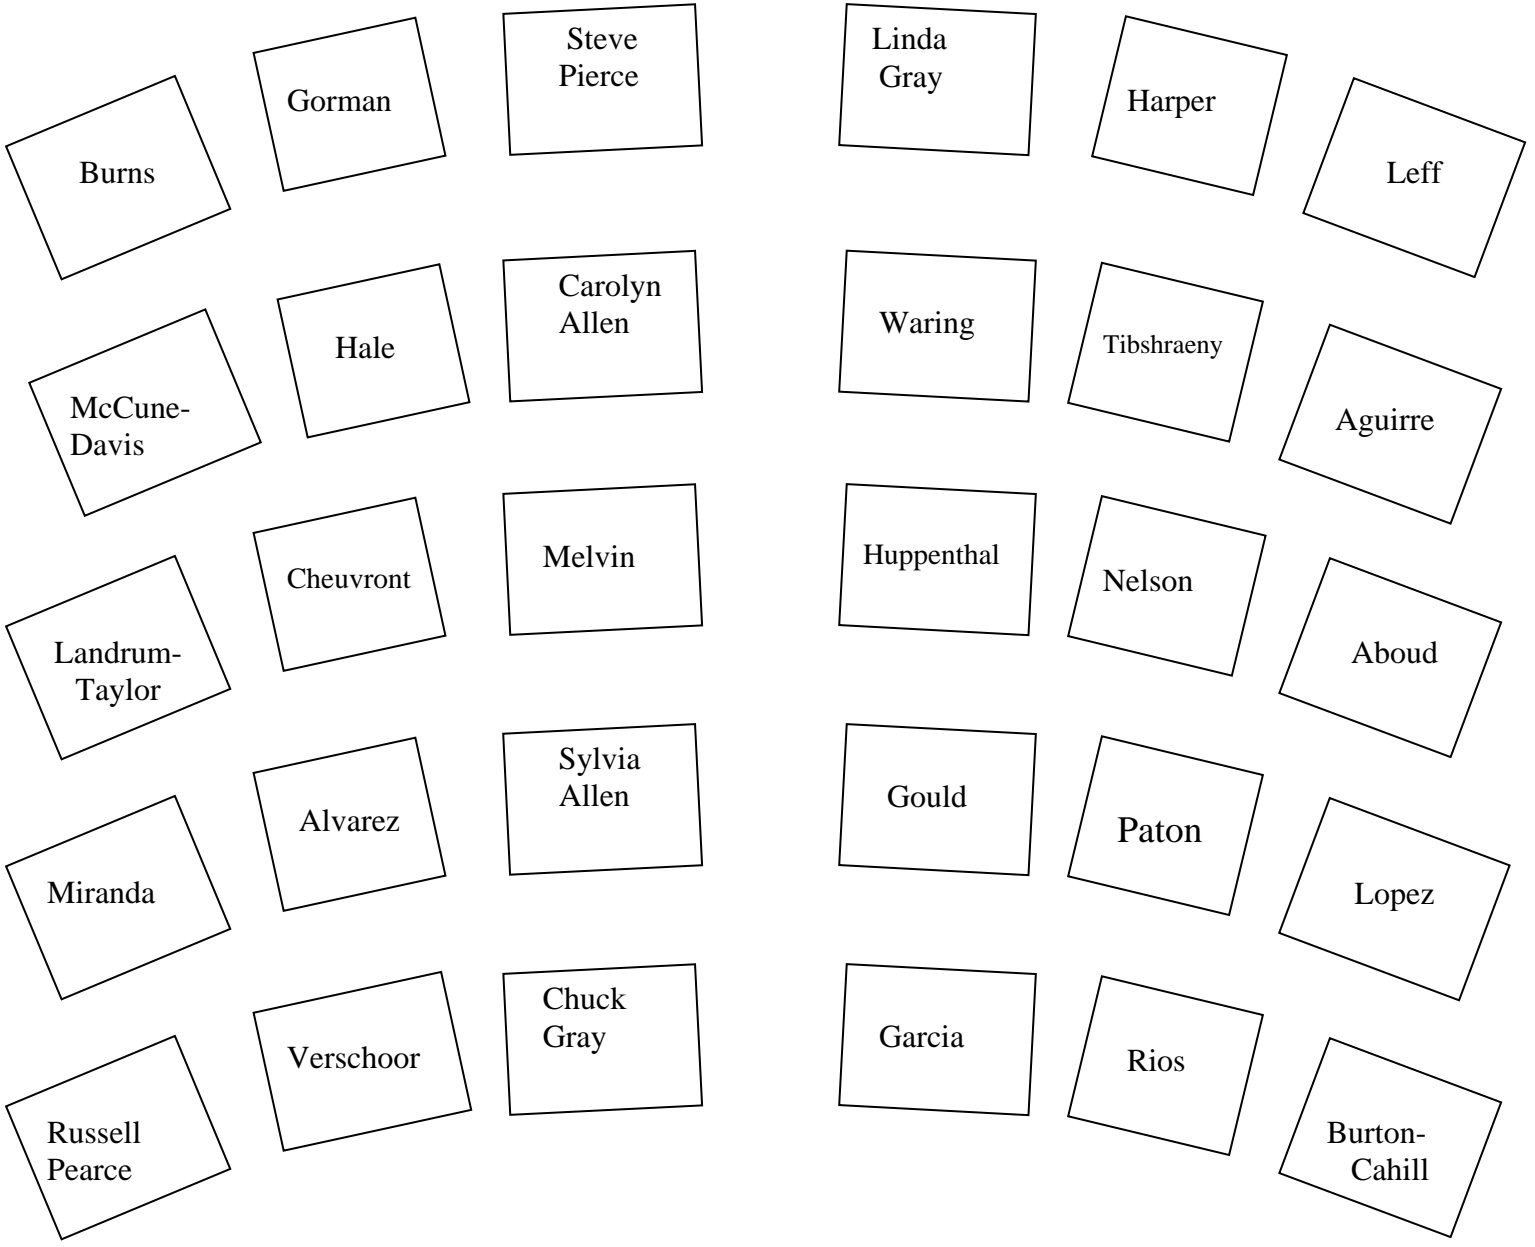 Burns
Gorman
Steve
Pierce
Linda
Gray
Harper
Leff
McCune-
Davis
Hale
Carolyn
Allen
Waring
Tibshraeny
Aguirre
Landrum-
Taylor
Cheuvront
Melvin
Huppenthal
Nelson
Aboud
Miranda
Alvarez
Sylvia
Allen
Gould
Paton
Lopez
Russell
Pearce
Verschoor
Chuck
Gray
Garcia
Rios
Burton-
Cahill